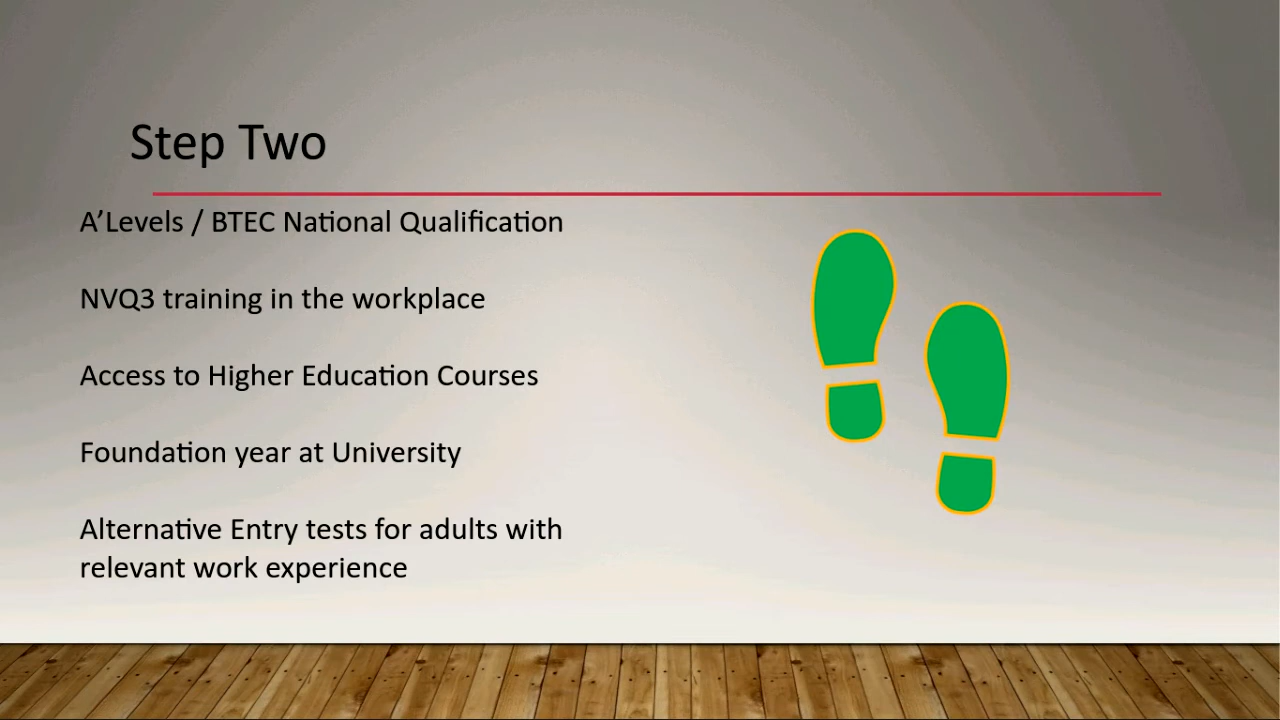 Step Two
A’Levels / BTEC National Qualification
NVQ3 training in the workplace
Access to Higher Education Courses
Foundation year at University
Alternative Entry tests for adults with
relevant work experience